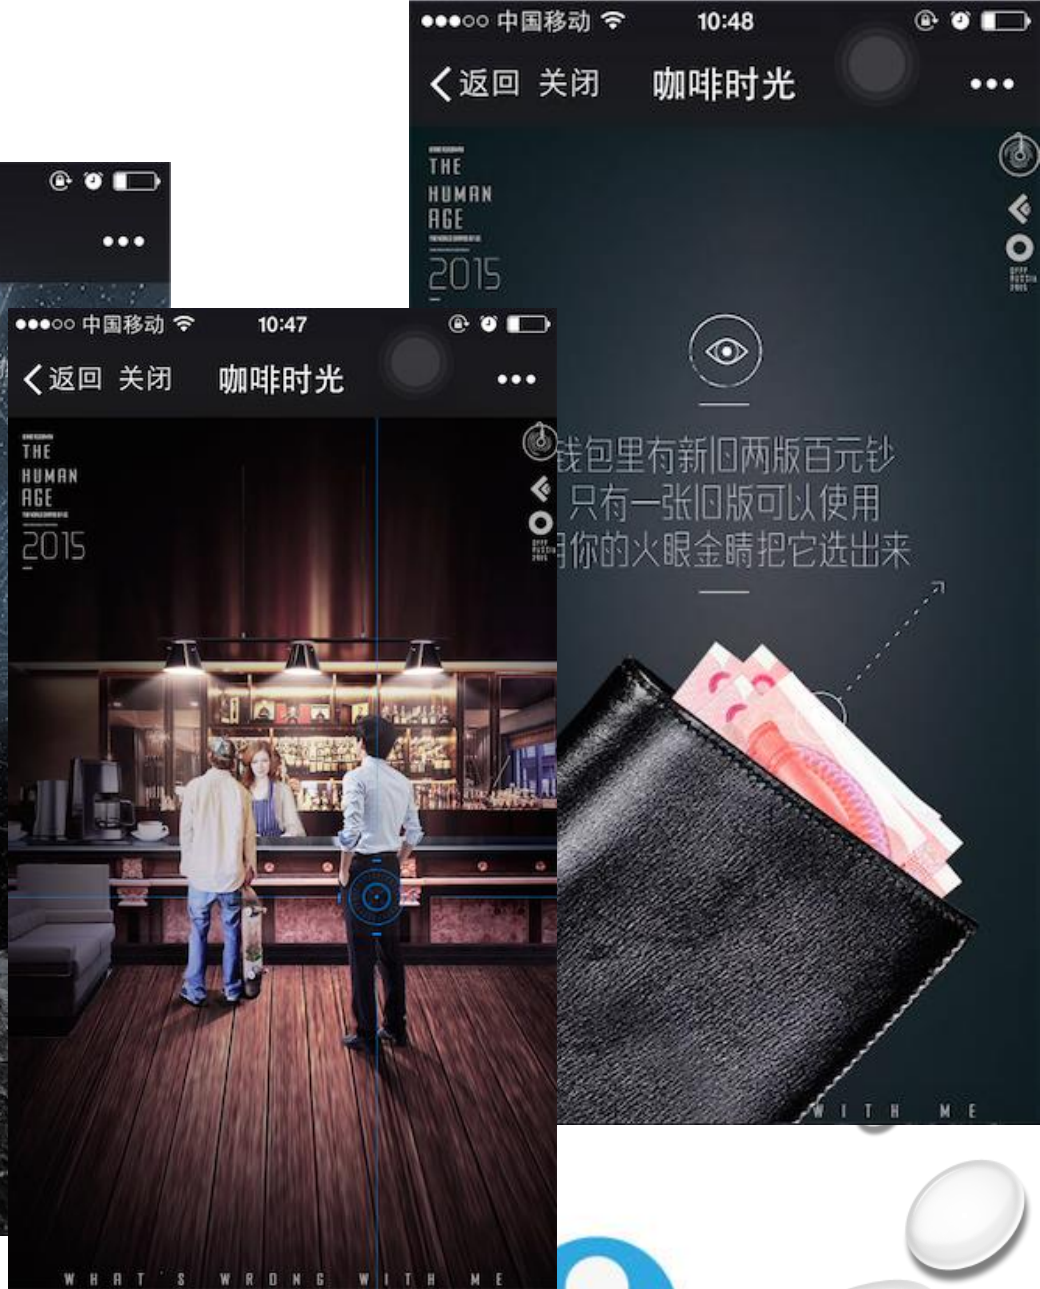 中国移动 10:48
返回 关闭 咖啡时光
THE
HUMAN
AGE
2015
钱包里有新旧两版百元钞
只有一张旧版可以使用
用你的火眼金睛把它选出来
WITH ME
中国移动 10:47
返回 关闭 咖啡时光
THE
HUMAN
AGE
2015
WHAT'S WRONG WITH ME